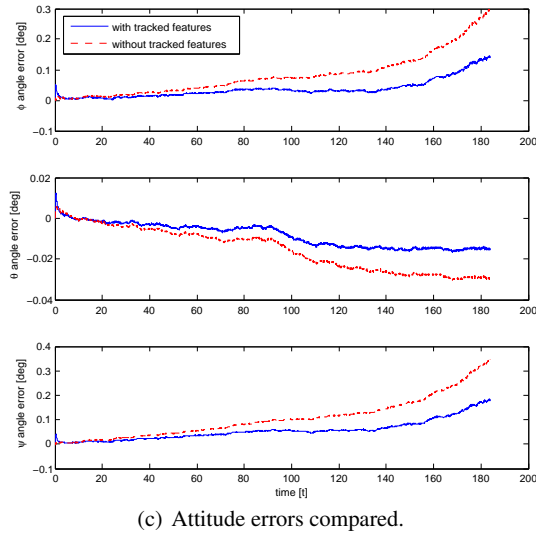 0.3
0.2
0.1
0
−0.1
φ angle error [deg]
with tracked features
without tracked features
0 20 40 60 80 100 120 140 160 180 200
0.02
0
−0.02
−0.04
θ angle error [deg]
0 20 40 60 80 100 120 140 160 180 200
0.4
0.3
0.2
0.1
0
−0.1
ψ angle error [deg]
0 20 40 60 80 100 120 140 160 180 200
time [t]
(c) Attitude errors compared.